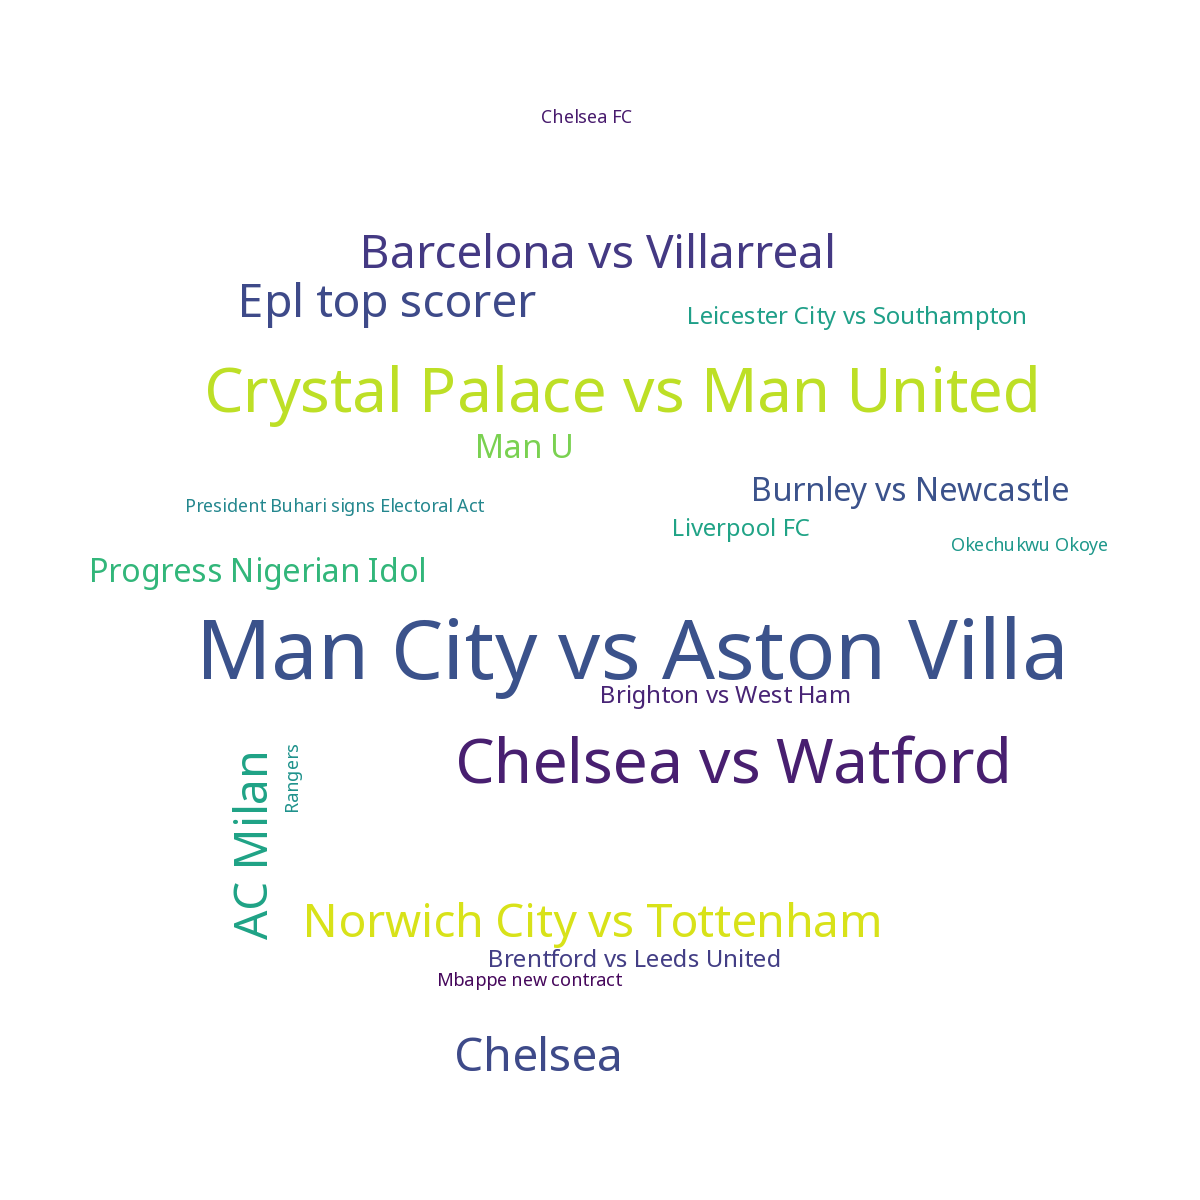 Chelsea FC
Barcelona vs Villarreal
Epl top scorer
Leicester City vs Southampton
Crystal Palace vs Man United
Man U
Burnley vs Newcastle
President Buhari signs Electoral Act
Liverpool FC
Okechukwu Okoye
Progress Nigerian Idol
Man City vs Aston Villa
Brighton vs West Ham
Chelsea vs Watford
AC Milan
Rangers
Norwich City vs Tottenham
Brentford vs Leeds United
Mbappe new contract
Chelsea